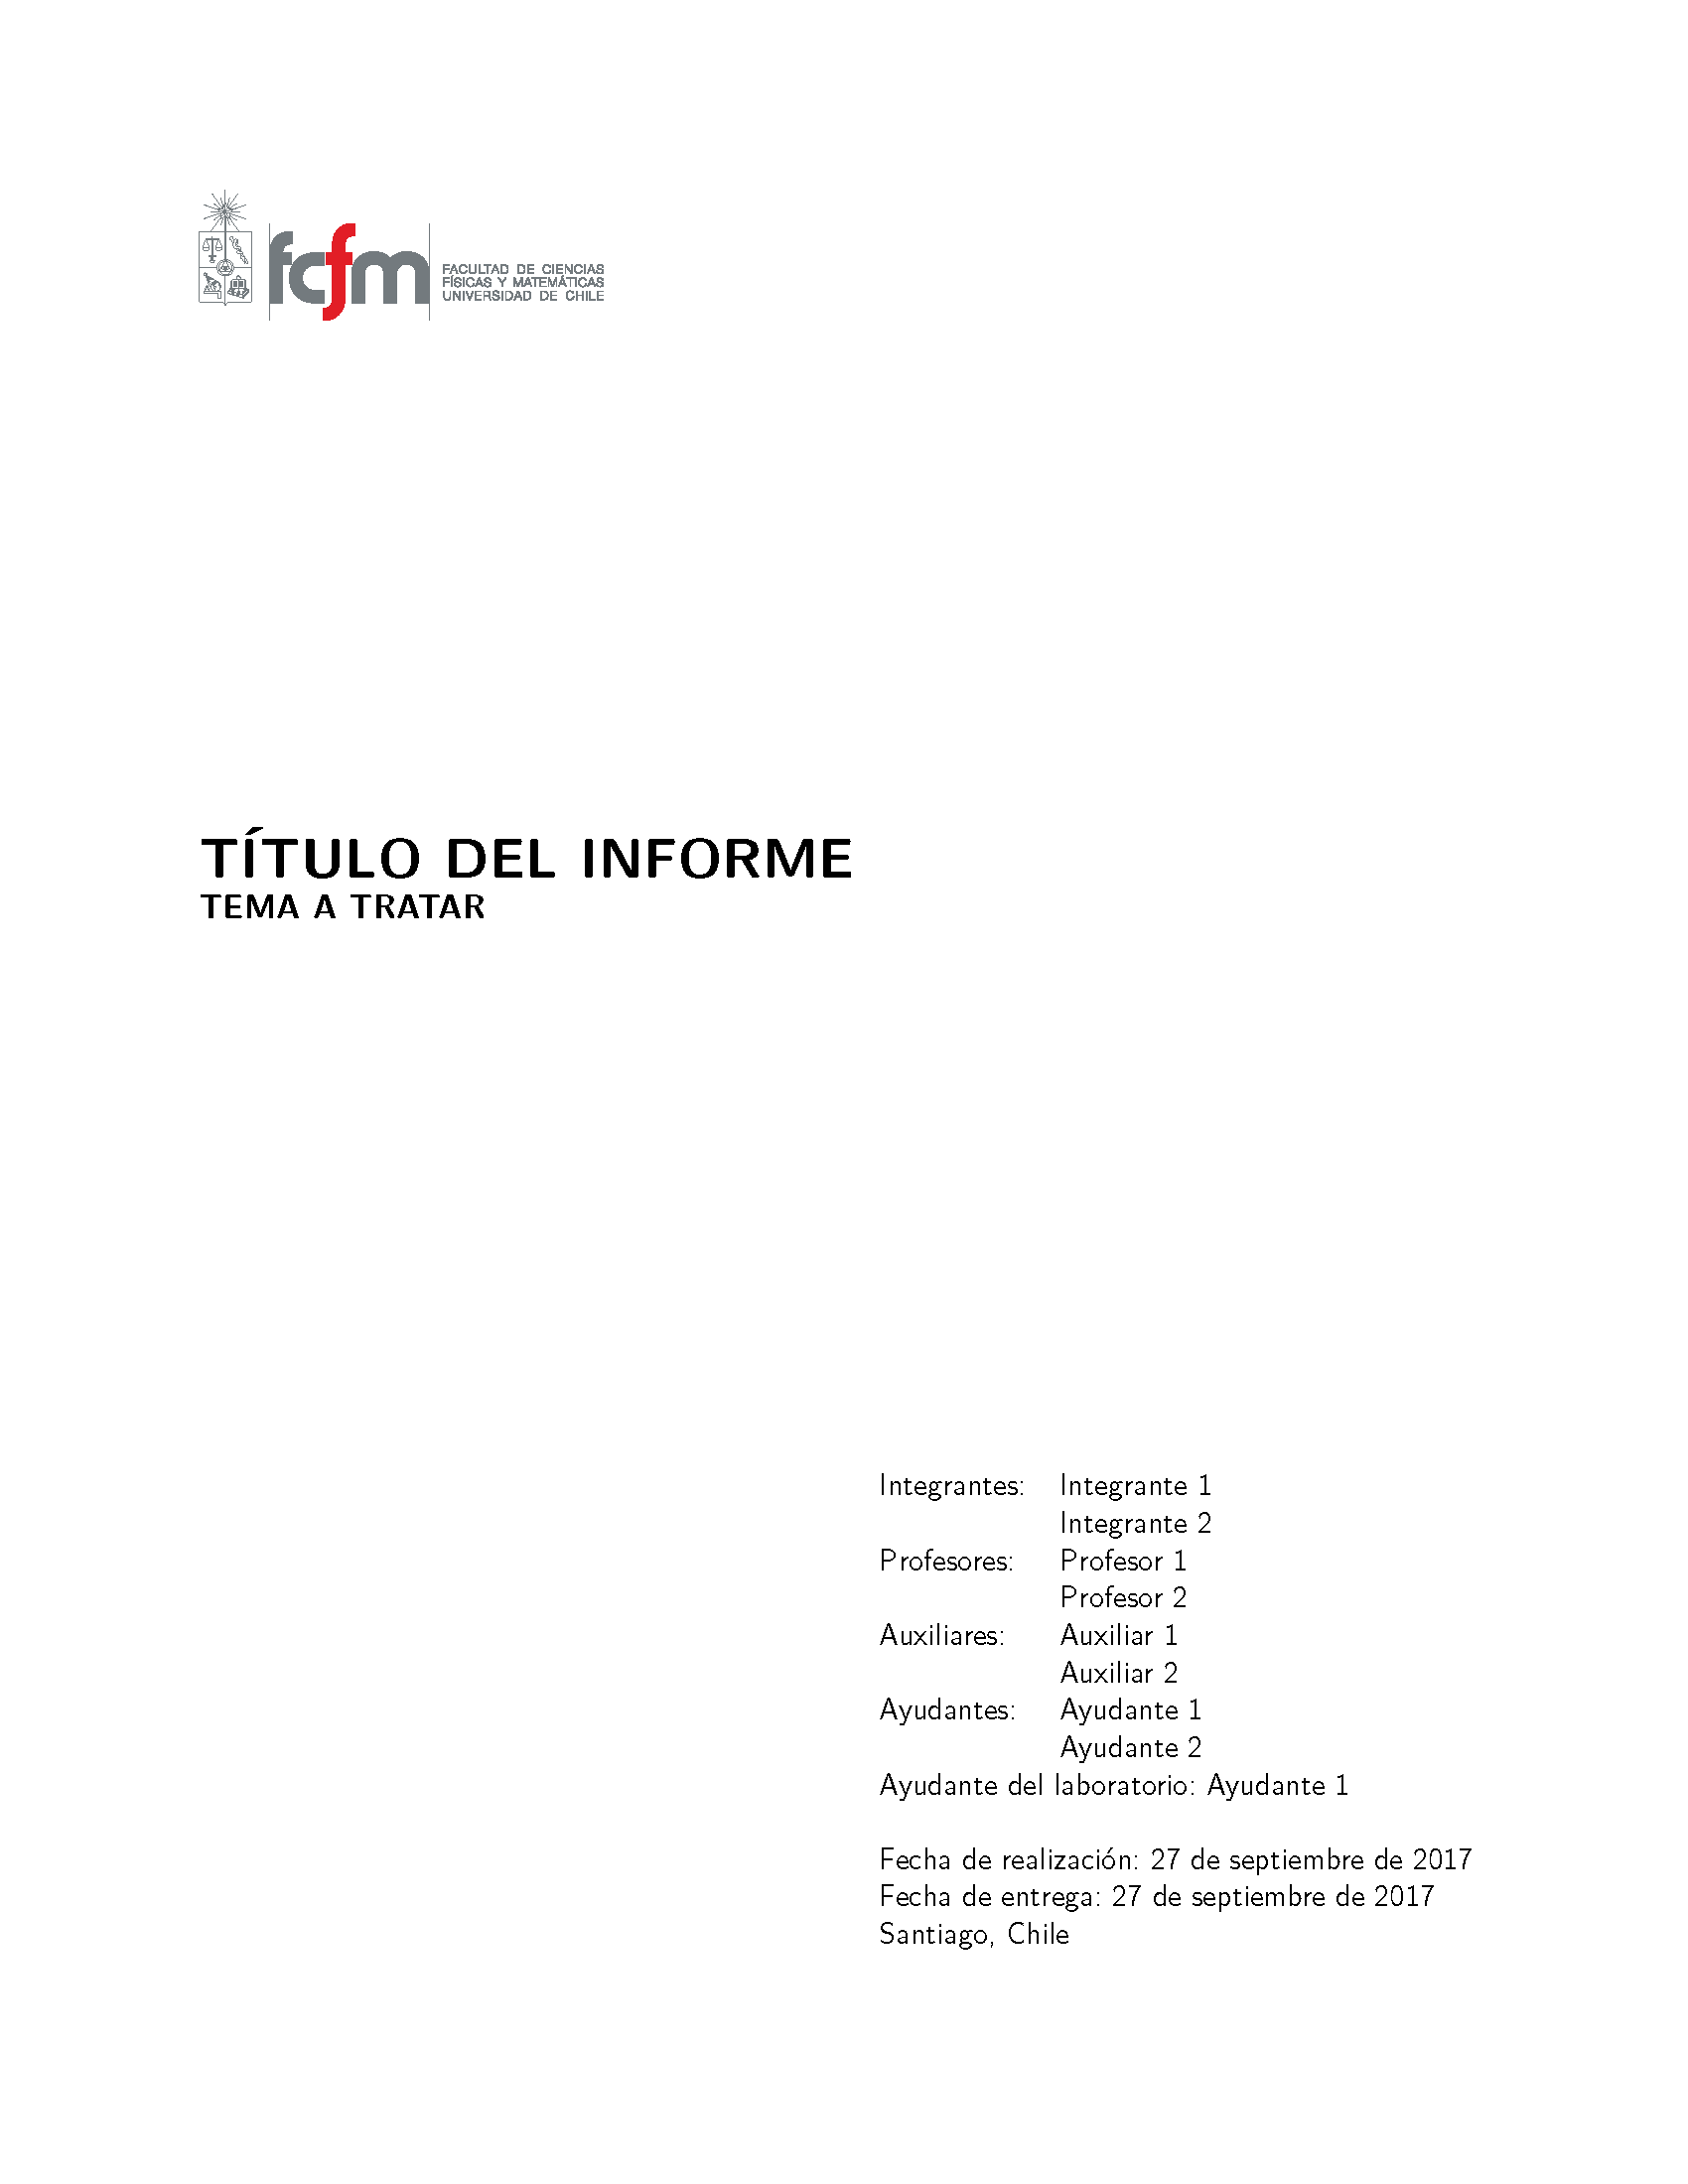 fcfm
FACULTAD DE CIENCIAS
FÍSICAS Y MATEMÁTICAS
UNIVERSIDAD DE CHILE
TÍTULO DEL INFORME
TEMA A TRATAR
Integrantes: Integrante 1
Integrante 2
Profesores: Profesor 1
Profesor 2
Auxiliares: Auxiliar 1
Auxiliar 2
Ayudantes: Ayudante 1
Ayudante 2
Ayudante del laboratorio: Ayudante 1
Fecha de realización: 27 de septiembre de 2017
Fecha de entrega: 27 de septiembre de 2017
Santiago, Chile